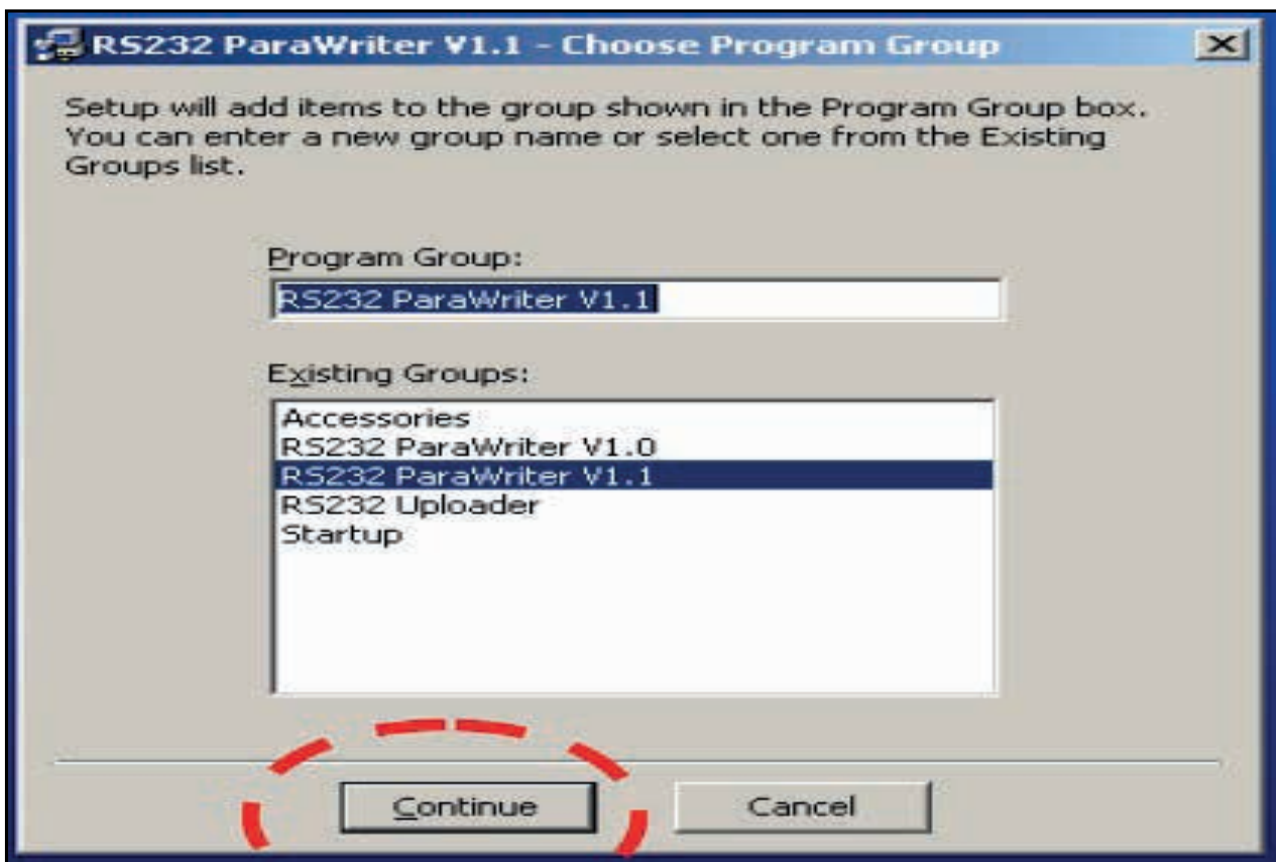 RS232 ParaWriter V1.1 - Choose Program Group
Setup will add items to the group shown in the Program Group box.
You can enter a new group name or select one from the Existing
Groups list.
Program Group:
RS232 ParaWriter V1.1
Existing Groups:
Accessories
RS232 ParaWriter V1.0
RS232 ParaWriter V1.1
RS232 Uploader
Startup
Continue
Cancel